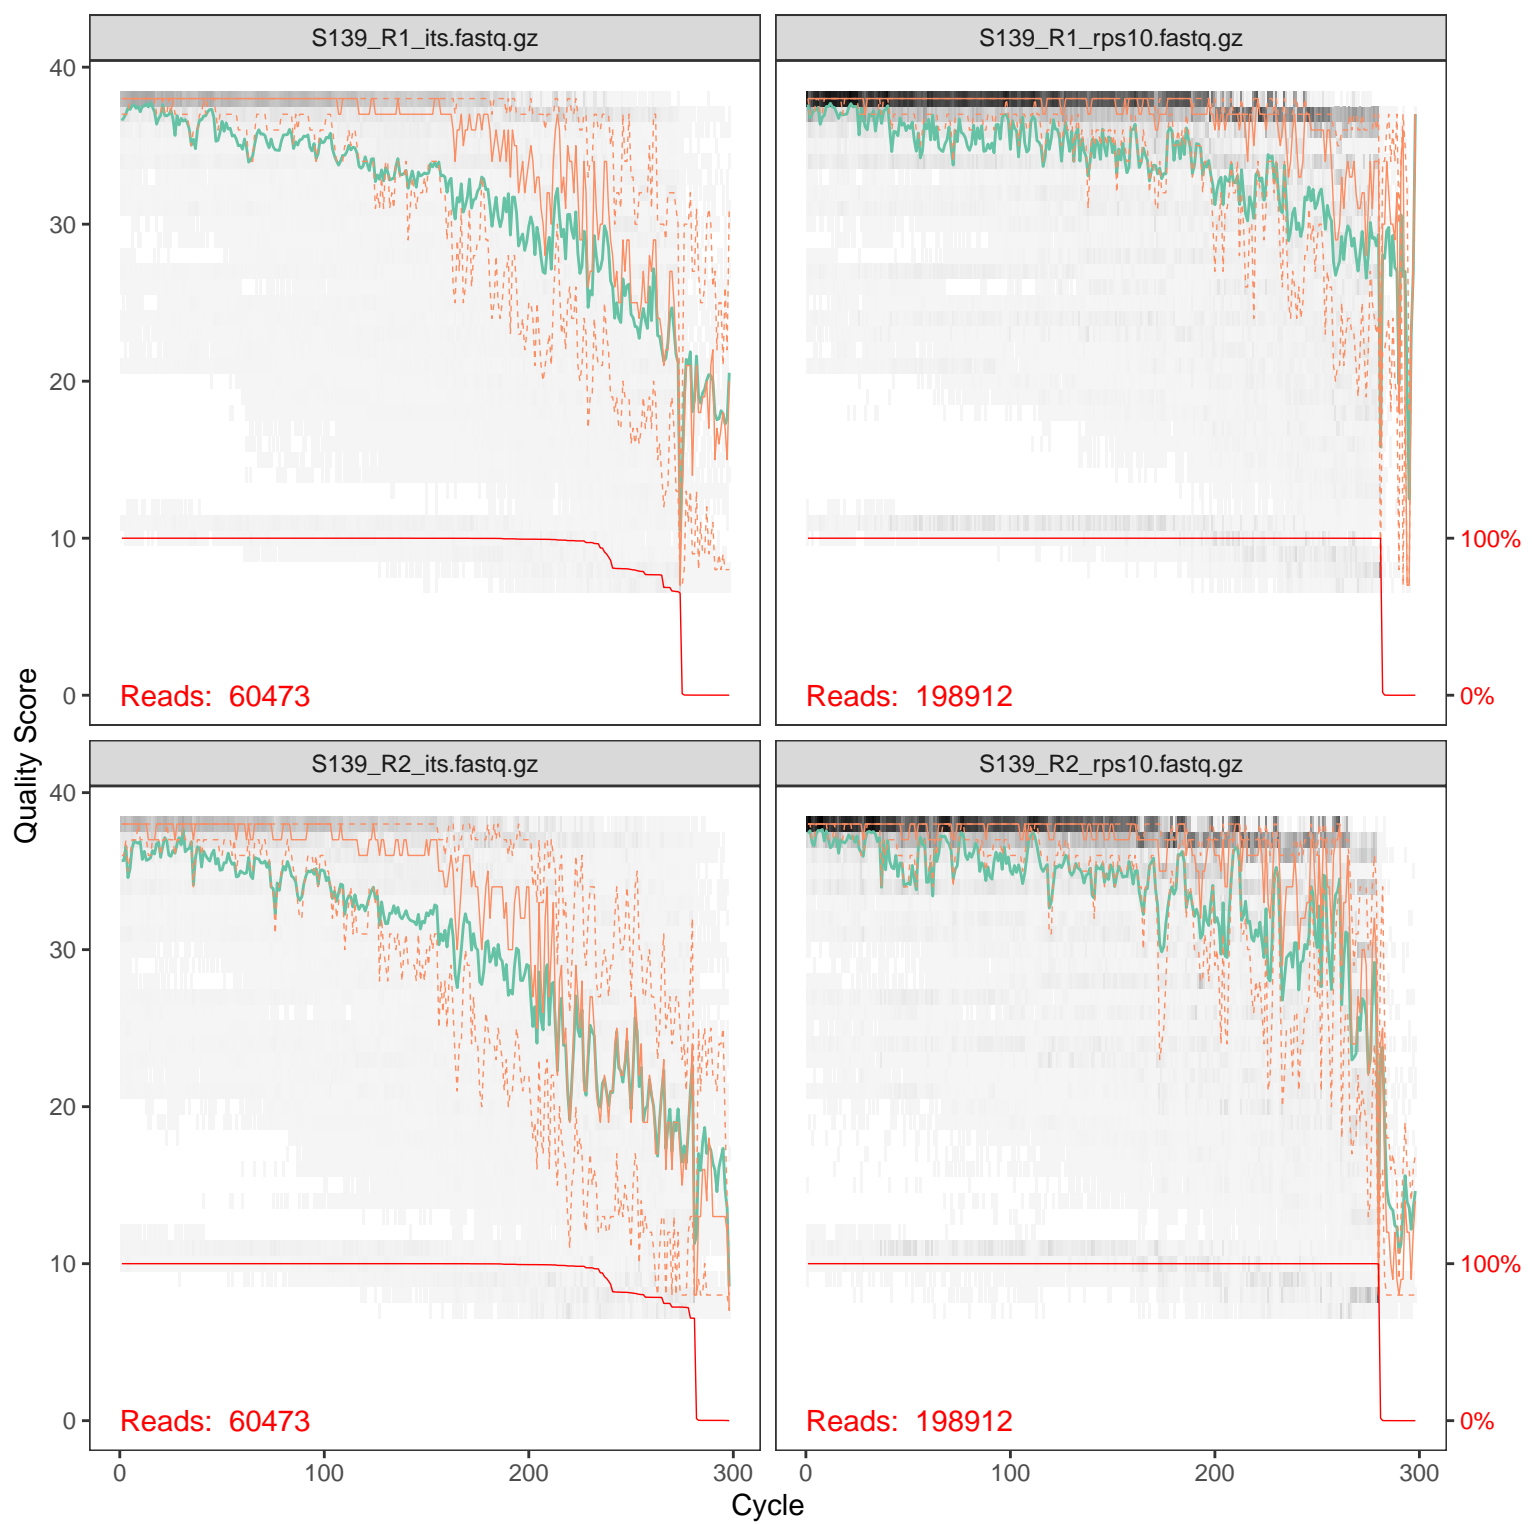 S139_R1_its.fastq.gz
S139_R1_rps10.fastq.gz
40
30
20
10
0
100%
0%
Reads: 60473
Reads: 198912
Quality Score
S139_R2_its.fastq.gz
S139_R2_rps10.fastq.gz
40
30
20
10
0
100%
0%
Reads: 60473
Reads: 198912
0
100
200
300
0
100
200
300
Cycle